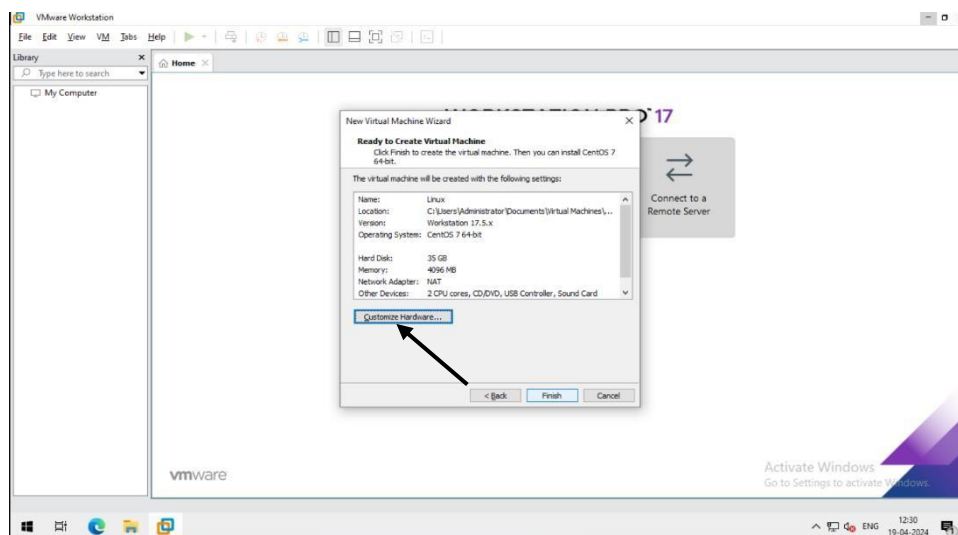 VMware Workstation
File Edit View VM Tabs Help
Library
Home
Type here to search
My Computer
17
New Virtual Machine Wizard
Ready to Create Virtual Machine
Click Finish to create the virtual machine. Then you can install CentOS 7
64-bit.
The virtual machine will be created with the following settings:
Name: Linux
Location: C:\Users\Administrator\Documents\Virtual Machines\...
Version: Workstation 17.5.x
Operating System: CentOS 7 64-bit
Hard Disk: 35 GB
Memory: 4096 MB
Network Adapter: NAT
Other Devices: 2 CPU cores, CD/DVD, USB Controller, Sound Card
Customize Hardware...
< Back Finish Cancel
Connect to a
Remote Server
vmware
Activate Windows
Go to Settings to activate Windows.
ENG
12:30
19-04-2024